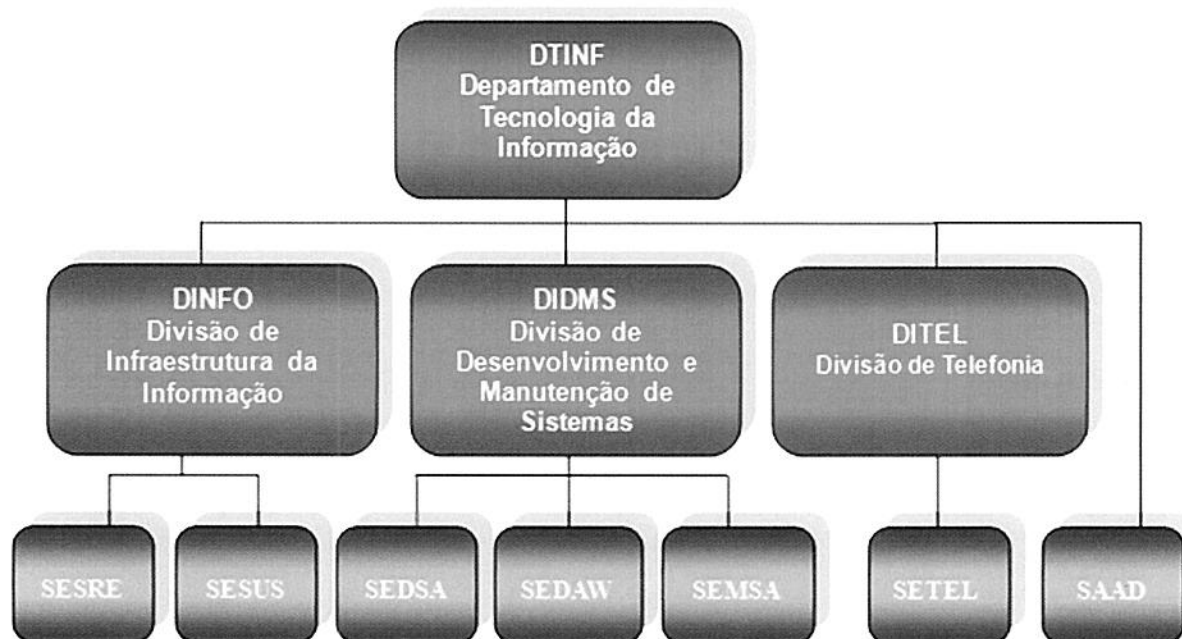 DTINF
Departamento de
Tecnologia da
Informação
DINFO
Divisão de
Infraestrutura da
Informação
DIDMS
Divisão de
Desenvolvimento e
Manutenção de
Sistemas
DITEL
Divisão de Telefonia
SESRE
SESUS
SEDSA
SEDAW
SEMSA
SETEL
SAAD